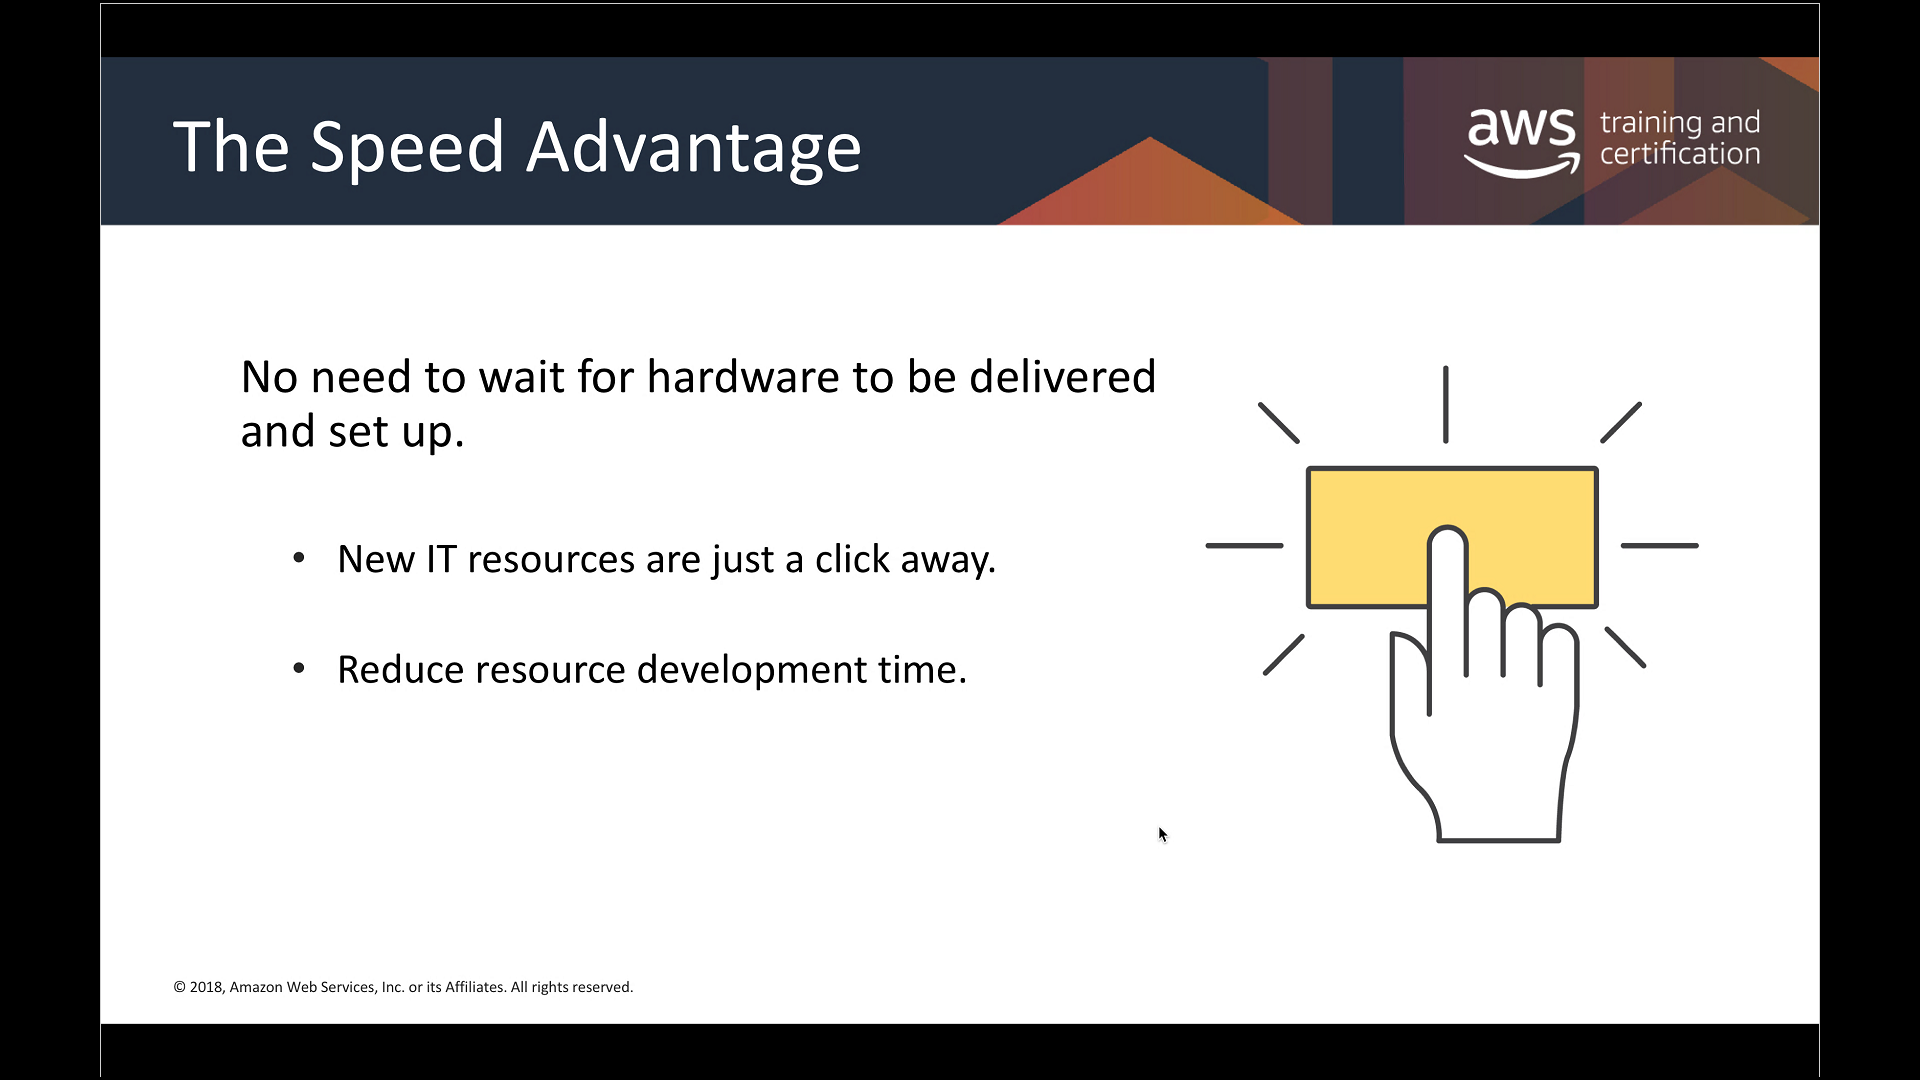 The Speed Advantage
aws training and
certification
No need to wait for hardware to be delivered
and set up.
• New IT resources are just a click away.
• Reduce resource development time.
© 2018, Amazon Web Services, Inc. or its Affiliates. All rights reserved.